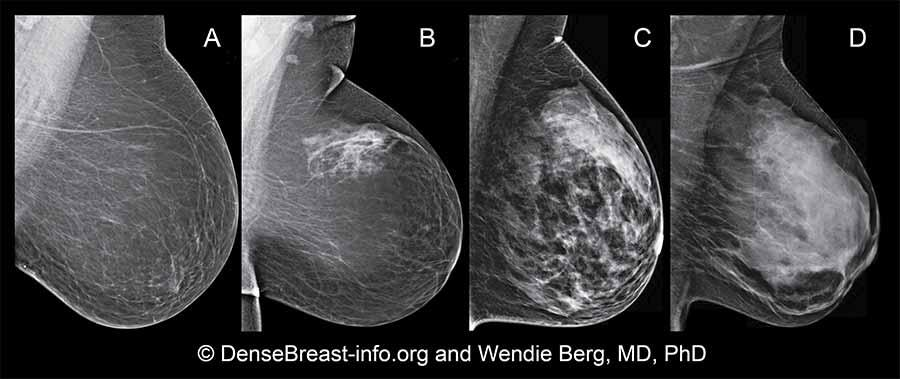 A B C D
© DenseBreast-info.org and Wendie Berg, MD, PhD